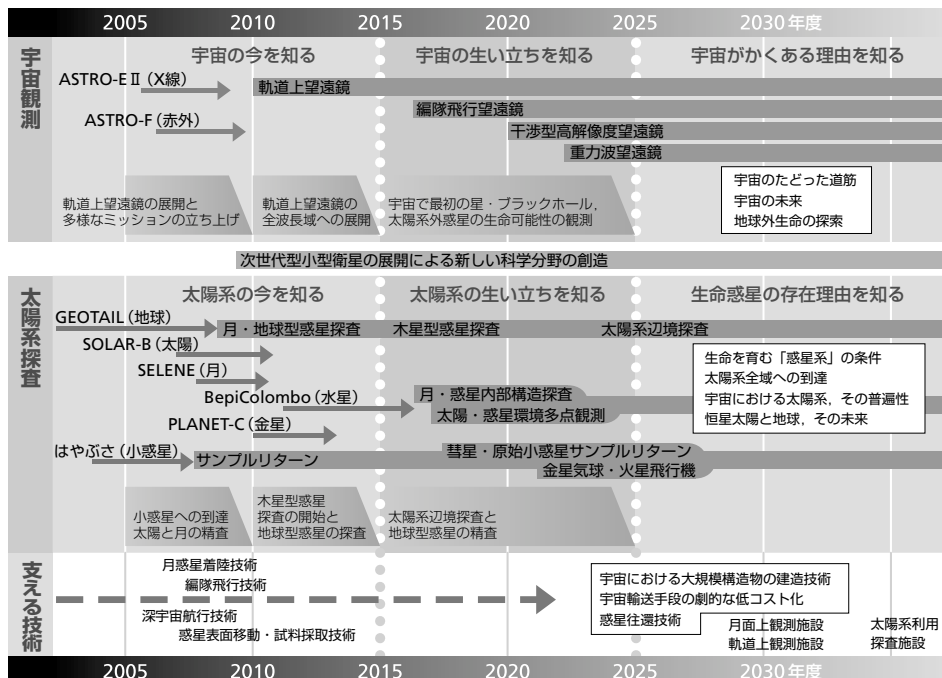 2005 2010 2015 2020 2025 2030年度
宇宙観測
宇宙の今を知る 宇宙の生い立ちを知る 宇宙がかくある理由を知る
ASTRO-EⅡ(X線)
軌道上望遠鏡
編隊飛行望遠鏡
ASTRO-F(赤外)
干渉型高解像度望遠鏡
重力波望遠鏡
宇宙のたどった道筋
宇宙の未来
地球外生命の探索
軌道上望遠鏡の展開と
多様なミッションの立ち上げ
軌道上望遠鏡の
全波長域への展開
宇宙で最初の星・ブラックホール,
太陽系外惑星の生命可能性の観測
次世代型小型衛星の展開による新しい科学分野の創造
太陽系探査
太陽系の今を知る 太陽系の生い立ちを知る 生命惑星の存在理由を知る
GEOTAIL(地球)
月・地球型惑星探査 木星型惑星探査 太陽系辺境探査
SOLAR-B(太陽)
SELENE(月)
BepiColombo(水星)
月・惑星内部構造探査
太陽・惑星環境多点観測
生命を育む「惑星系」の条件
太陽系全域への到達
宇宙における太陽系,その普遍性
恒星太陽と地球,その未来
PLANET-C(金星)
はやぶさ(小惑星)
サンプルリターン
彗星・原始小惑星サンプルリターン
金星気球・火星飛行機
小惑星への到達
太陽と月の精査
木星型惑星
探査の開始と
地球型惑星の探査
太陽系辺境探査と
地球型惑星の精査
支える技術
月惑星着陸技術
編隊飛行技術
深宇宙航行技術
惑星表面移動・試料採取技術
宇宙における大規模構造物の建造技術
宇宙輸送手段の劇的な低コスト化
惑星往還技術
月面上観測施設
軌道上観測施設
太陽系利用
探査施設
2005 2010 2015 2020 2025 2030年度